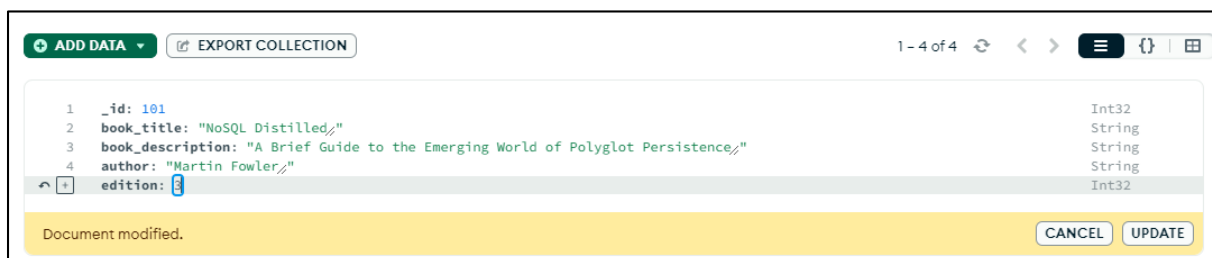 ADD DATA EXPORT COLLECTION 1 – 4 of 4 {}
1 _id: 101 Int32
2 book_title: "NoSQL Distilled" String
3 book_description: "A Brief Guide to the Emerging World of Polyglot Persistence" String
4 author: "Martin Fowler" String
+ edition: 3 Int32
Document modified. CANCEL UPDATE